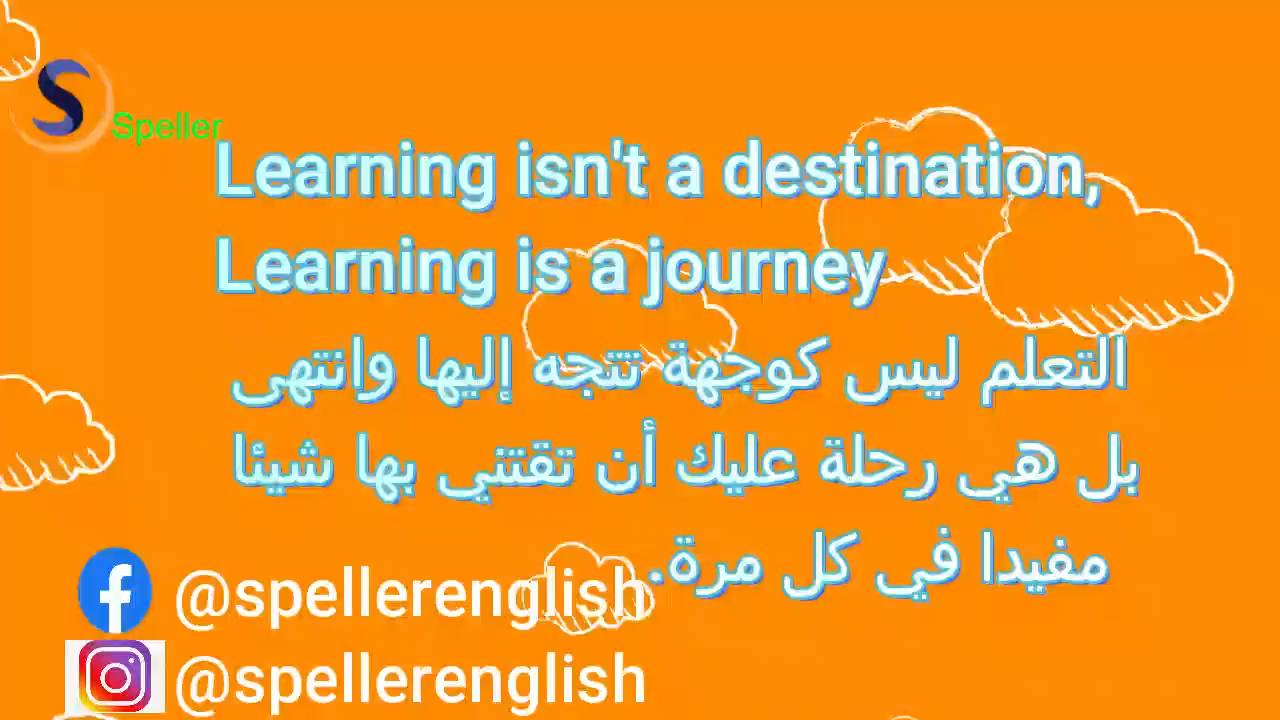 Speller
Learning isn't a destination,
Learning is a journey
التعلم ليس كوجهة تتجه إليها وانتهى
بل هي رحلة عليك أن تقتني بها شيئا
مفيدا في كل مرة.
@spellerenglish
@spellerenglish